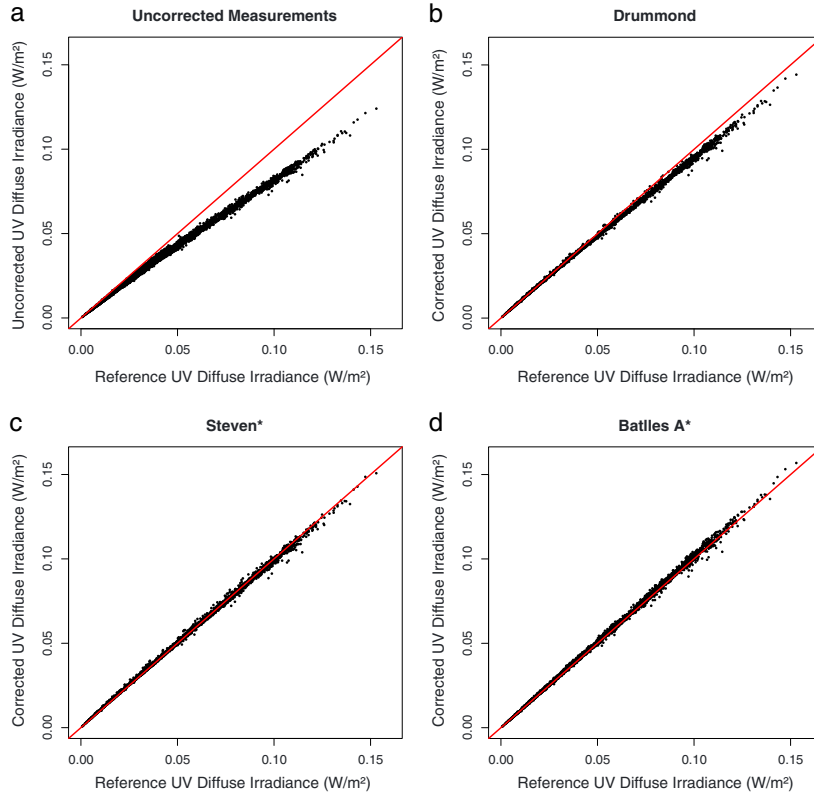 a
Uncorrected Measurements
Uncorrected UV Diffuse Irradiance (W/m²)
0.15
0.10
0.05
0.00
0.00 0.05 0.10 0.15
Reference UV Diffuse Irradiance (W/m²)
b
Drummond
Corrected UV Diffuse Irradiance (W/m²)
0.15
0.10
0.05
0.00
0.00 0.05 0.10 0.15
Reference UV Diffuse Irradiance (W/m²)
c
Steven*
Corrected UV Diffuse Irradiance (W/m²)
0.15
0.10
0.05
0.00
0.00 0.05 0.10 0.15
Reference UV Diffuse Irradiance (W/m²)
d
Batlles A*
Corrected UV Diffuse Irradiance (W/m²)
0.15
0.10
0.05
0.00
0.00 0.05 0.10 0.15
Reference UV Diffuse Irradiance (W/m²)